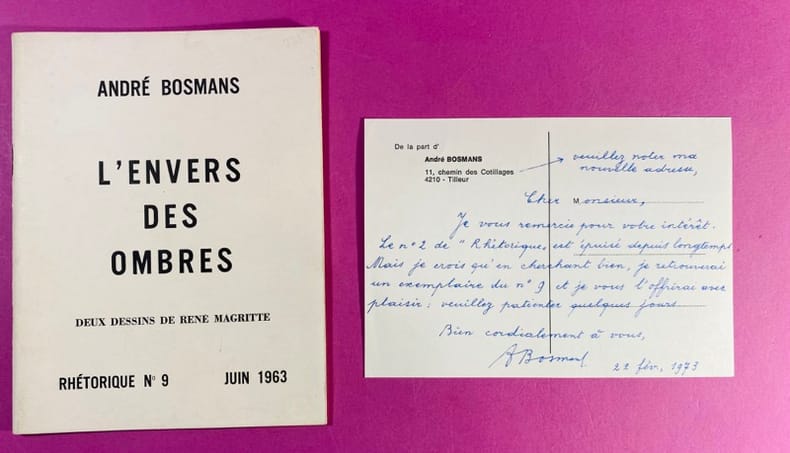 ANDRÉ BOSMANS
L'ENVERS
DES
OMBRES
DEUX DESSINS DE RENÉ MAGRITTE
RHÉTORIQUE N° 9 JUIN 1963
De la part d'
André BOSMANS
11, chemin des Cotillages
4210 - Tilleur
veuillez noter ma
nouvelle adresse,
Cher Monsieur,
Je vous remercie pour votre intérêt.
Le n° 2 de "Rhétorique, est épuisé depuis longtemps.
Mais je crois qu'en cherchant bien, je retrouverai
un exemplaire du n° 9 et je vous l'offrirai avec
plaisir ; veuillez patienter quelques jours
Bien cordialement à vous,
ABosmans
22 fév, 1973